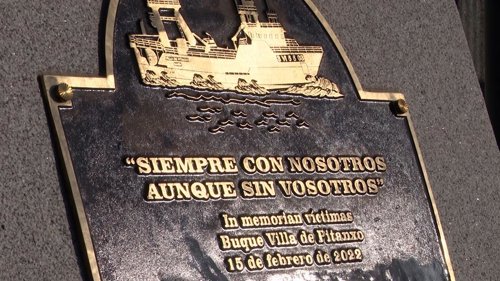 "SIEMPRE CON NOSOTROS
AUNQUE SIN VOSOTROS"
In memorian víctimas
Buque Villa de Pitanxo
15 de febrero de 2022